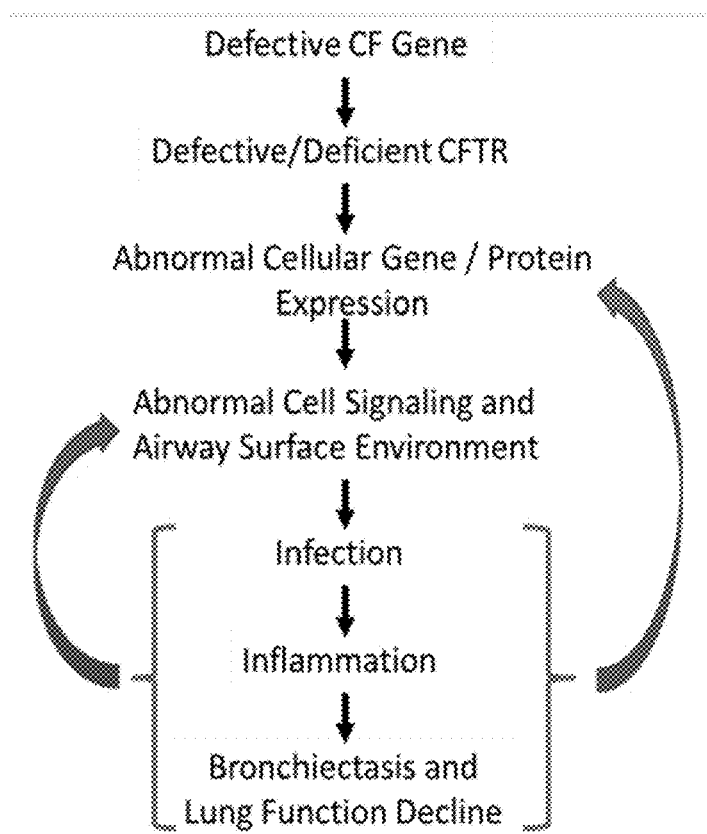 Defective CF Gene
Defective/Deficient CFTR
Abnormal Cellular Gene / Protein
Expression
Abnormal Cell Signaling and
Airway Surface Environment
Infection
Inflammation
Bronchiectasis and
Lung Function Decline